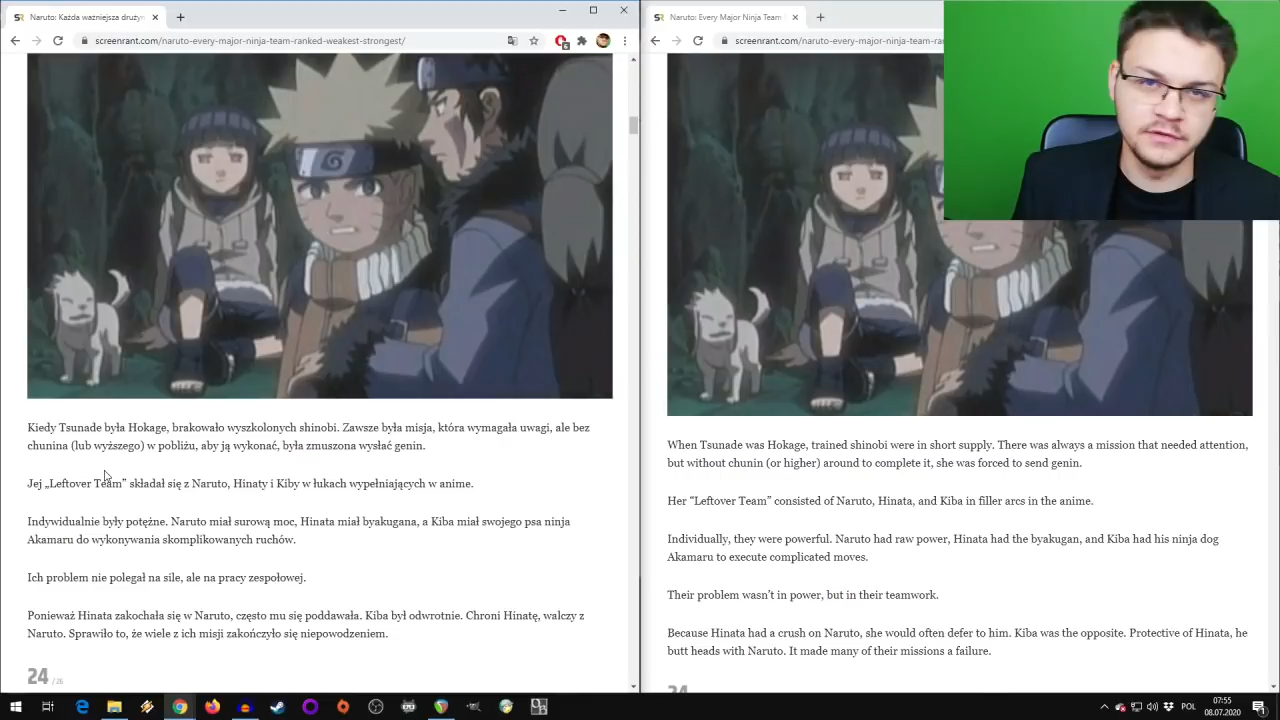 Naruto: Każda ważniejsza drużyn
screenrant.com/naruto-every-major-ninja-team-ranked-weakest-strongest/
Kiedy Tsunade była Hokage, brakowało wyszkolonych shinobi. Zawsze była misja, która wymagała uwagi, ale bez
chunina (lub wyższego) w pobliżu, aby ją wykonać, była zmuszona wysłać genin.
Jej „Leftover Team” składał się z Naruto, Hinaty i Kiby w łukach wypełniających w anime.
Indywidualnie były potężne. Naruto miał surową moc, Hinata miał byakugana, a Kiba miał swojego psa ninja
Akamaru do wykonywania skomplikowanych ruchów.
Ich problem nie polegał na sile, ale na pracy zespołowej.
Ponieważ Hinata zakochała się w Naruto, często mu się poddawała. Kiba był odwrotnie. Chroni Hinatę, walczy z
Naruto. Sprawiło to, że wiele z ich misji zakończyło się niepowodzeniem.
24 / 26
Naruto: Every Major Ninja Team
screenrant.com/naruto-every-major-ninja-team-ran
When Tsunade was Hokage, trained shinobi were in short supply. There was always a mission that needed attention,
but without chunin (or higher) around to complete it, she was forced to send genin.
Her “Leftover Team” consisted of Naruto, Hinata, and Kiba in filler arcs in the anime.
Individually, they were powerful. Naruto had raw power, Hinata had the byakugan, and Kiba had his ninja dog
Akamaru to execute complicated moves.
Their problem wasn’t in power, but in their teamwork.
Because Hinata had a crush on Naruto, she would often defer to him. Kiba was the opposite. Protective of Hinata, he
butt heads with Naruto. It made many of their missions a failure.
24
POL
07:55
08.07.2020